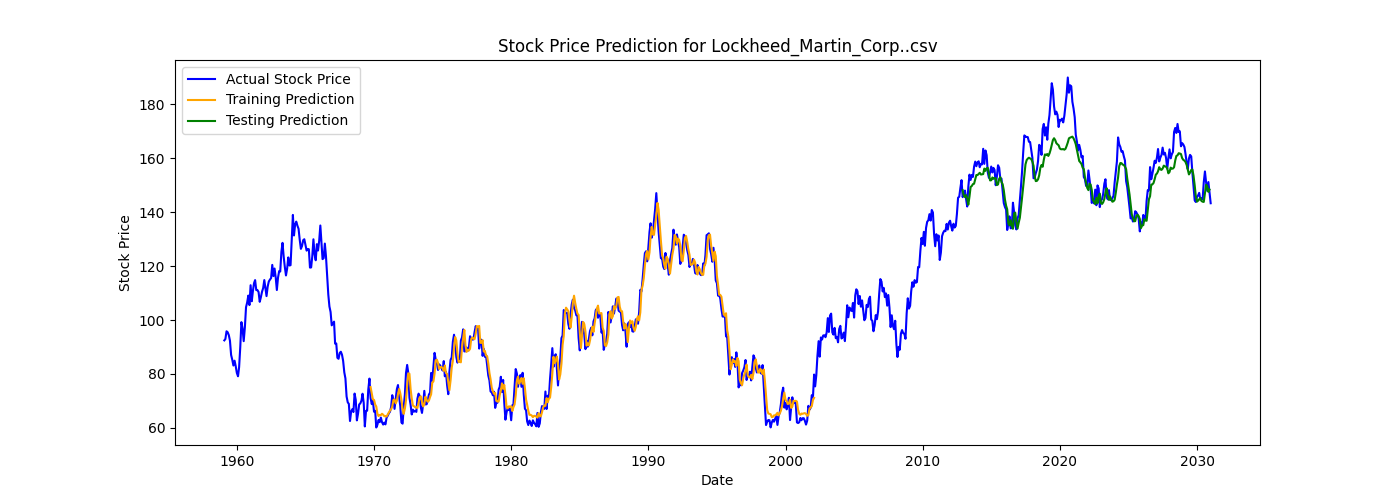 Stock Price Prediction for Lockheed_Martin_Corp..csv
Actual Stock Price
Training Prediction
Testing Prediction
Stock Price
180
160
140
120
100
80
60
1960
1970
1980
1990
2000
2010
2020
2030
Date